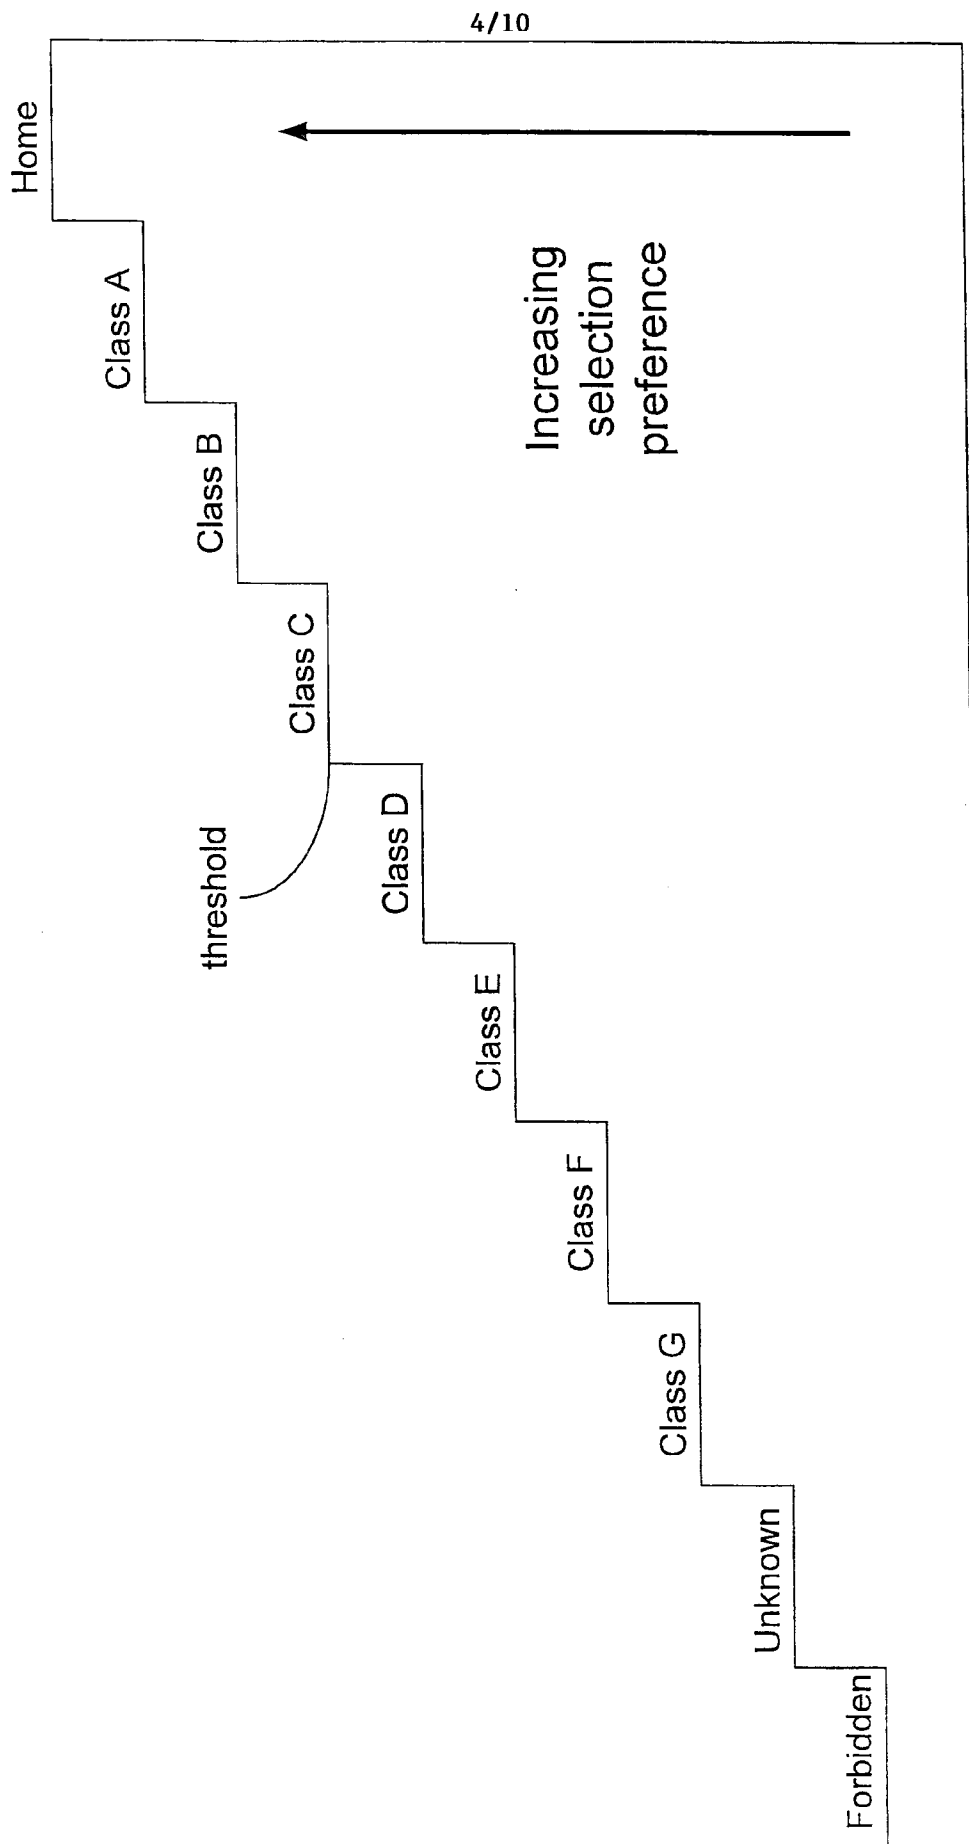 4/10
Home
Class A
Class B
Class C
threshold
Class D
Class E
Class F
Class G
Unknown
Forbidden
Increasing
selection
preference